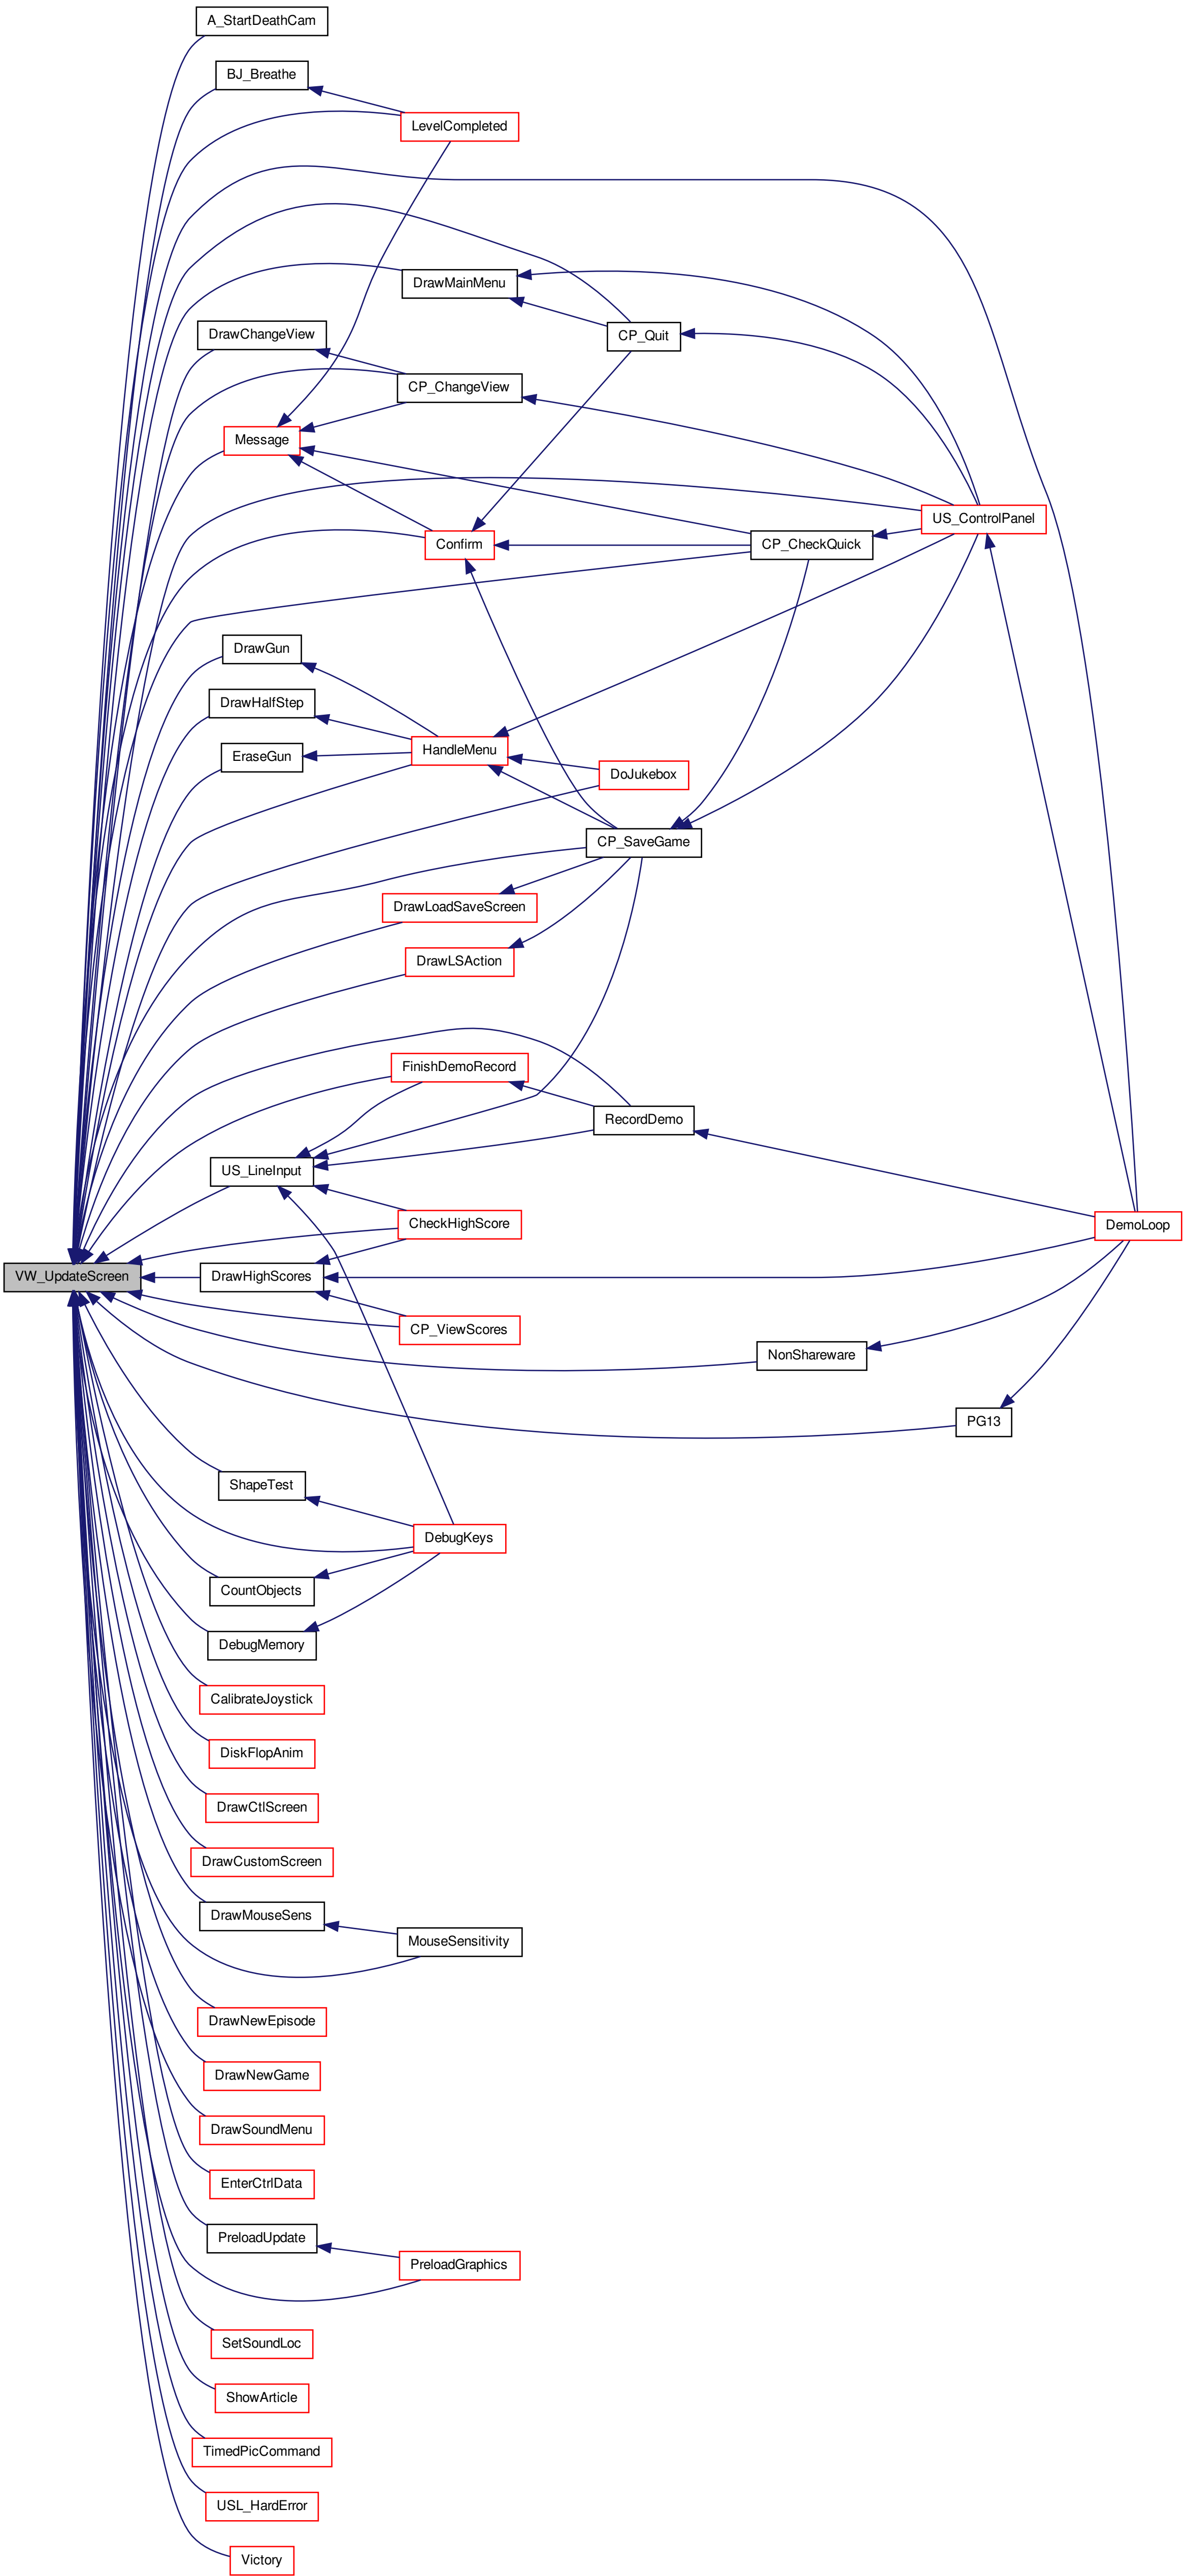 A_StartDeathCam
BJ_Breathe
LevelCompleted
DrawMainMenu
DrawChangeView
CP_Quit
CP_ChangeView
Message
US_ControlPanel
Confirm
CP_CheckQuick
DrawGun
DrawHalfStep
HandleMenu
EraseGun
DoJukebox
CP_SaveGame
DrawLoadSaveScreen
DrawLSAction
FinishDemoRecord
RecordDemo
US_LineInput
CheckHighScore
DemoLoop
VW_UpdateScreen
DrawHighScores
CP_ViewScores
NonShareware
PG13
ShapeTest
DebugKeys
CountObjects
DebugMemory
CalibrateJoystick
DiskFlopAnim
DrawCtlScreen
DrawCustomScreen
DrawMouseSens
MouseSensitivity
DrawNewEpisode
DrawNewGame
DrawSoundMenu
EnterCtrlData
PreloadUpdate
PreloadGraphics
SetSoundLoc
ShowArticle
TimedPicCommand
USL_HardError
Victory